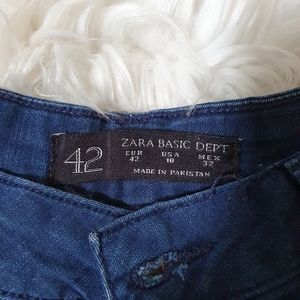 42
ZARA BASIC DEPT
EUR USA MEX
42 10 32
MADE IN PAKISTAN